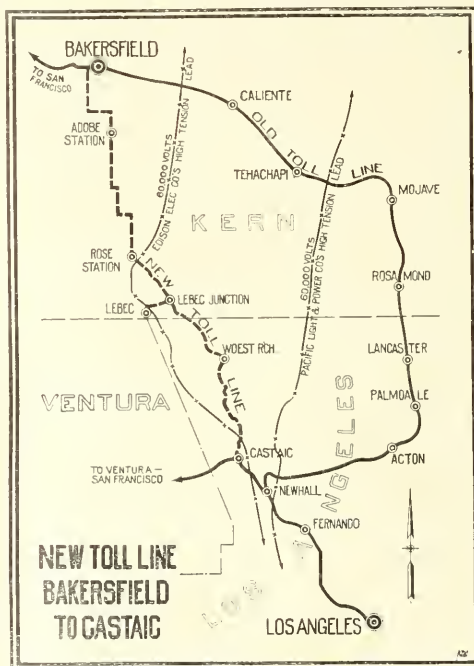 BAKERSFIELD
TO SAN
FRANCISCO
ADOBE
STATION
60,000 VOLTS
EDISON ELEC CO'S HIGH TENSION
LEAD
CALIENTE
OLD TOLL LINE
TEHACHAPI
LEAD
MOJAVE
KERN
60,000 VOLTS
PACIFIC LIGHT & POWER CO'S HIGH TENSION
ROSE
STATION
NEW TOLL LINE
LEBEC JUNCTION
LEBEC
ROSAMOND
WOEST RCH.
LANCASTER
VENTURA
PALMDALE
LOS ANGELES
CASTAIC
ACTON
TO VENTURA—
SAN FRANCISCO
NEWHALL
FERNANDO
NEW TOLL LINE
BAKERSFIELD
TO CASTAIC
LOS ANGELES